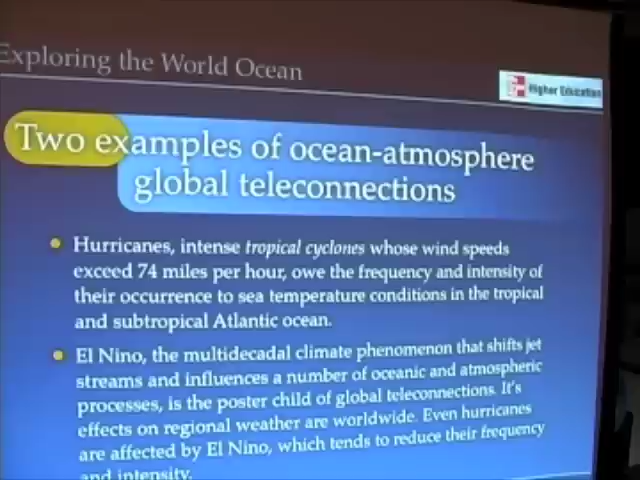 Exploring the World Ocean
Higher Education
Two examples of ocean-atmosphere
global teleconnections
Hurricanes, intense tropical cyclones whose wind speeds
exceed 74 miles per hour, owe the frequency and intensity of
their occurrence to sea temperature conditions in the tropical
and subtropical Atlantic ocean.
El Nino, the multidecadal climate phenomenon that shifts jet
streams and influences a number of oceanic and atmospheric
processes, is the poster child of global teleconnections. It's
effects on regional weather are worldwide. Even hurricanes
are affected by El Nino, which tends to reduce their frequency
and intensity.